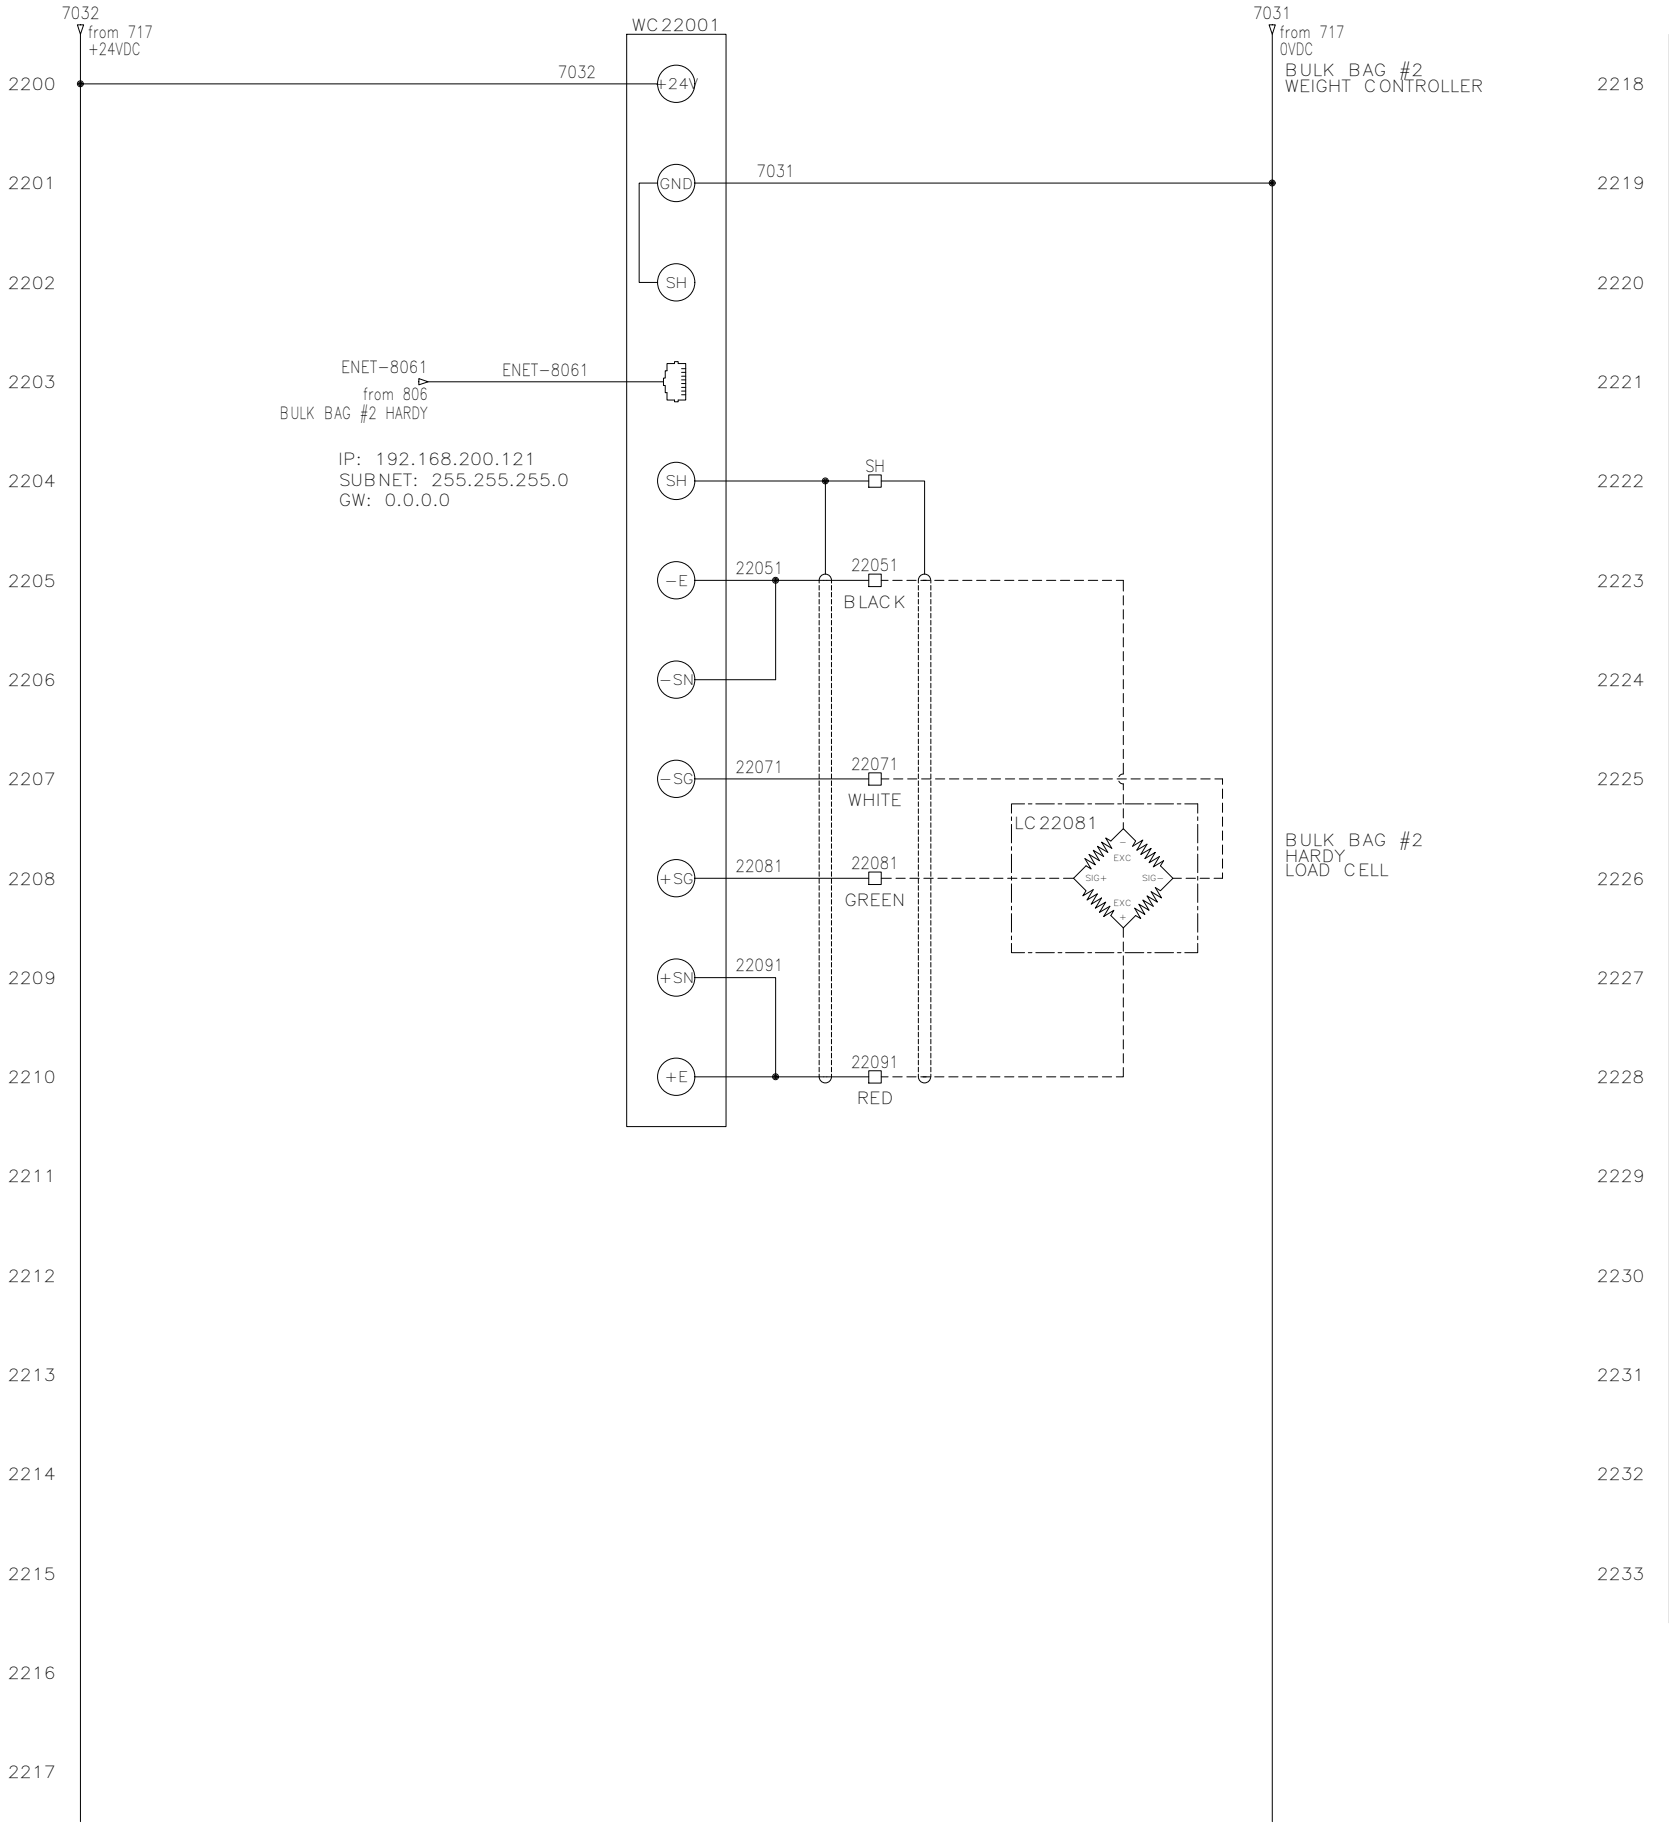 7032
from 717
+24VDC
WC22001
7031
from 717
0VDC
BULK BAG #2
WEIGHT CONTROLLER
2200
7032
+24V
2218
2201
GND
7031
2219
2202
SH
2220
ENET-8061
ENET-8061
2203
from 806
BULK BAG #2 HARDY
2221
IP: 192.168.200.121
SUBNET: 255.255.255.0
GW: 0.0.0.0
2204
SH
SH
2222
2205
-E
22051
22051
BLACK
2223
2206
-SN
2224
2207
-SG
22071
22071
WHITE
2225
LC22081
BULK BAG #2
HARDY
LOAD CELL
-
EXC
2208
+SG
22081
22081
GREEN
SIG+
SIG-
2226
EXC
+
2209
+SN
22091
2227
2210
+E
22091
RED
2228
2211
2229
2212
2230
2213
2231
2214
2232
2215
2233
2216
2217